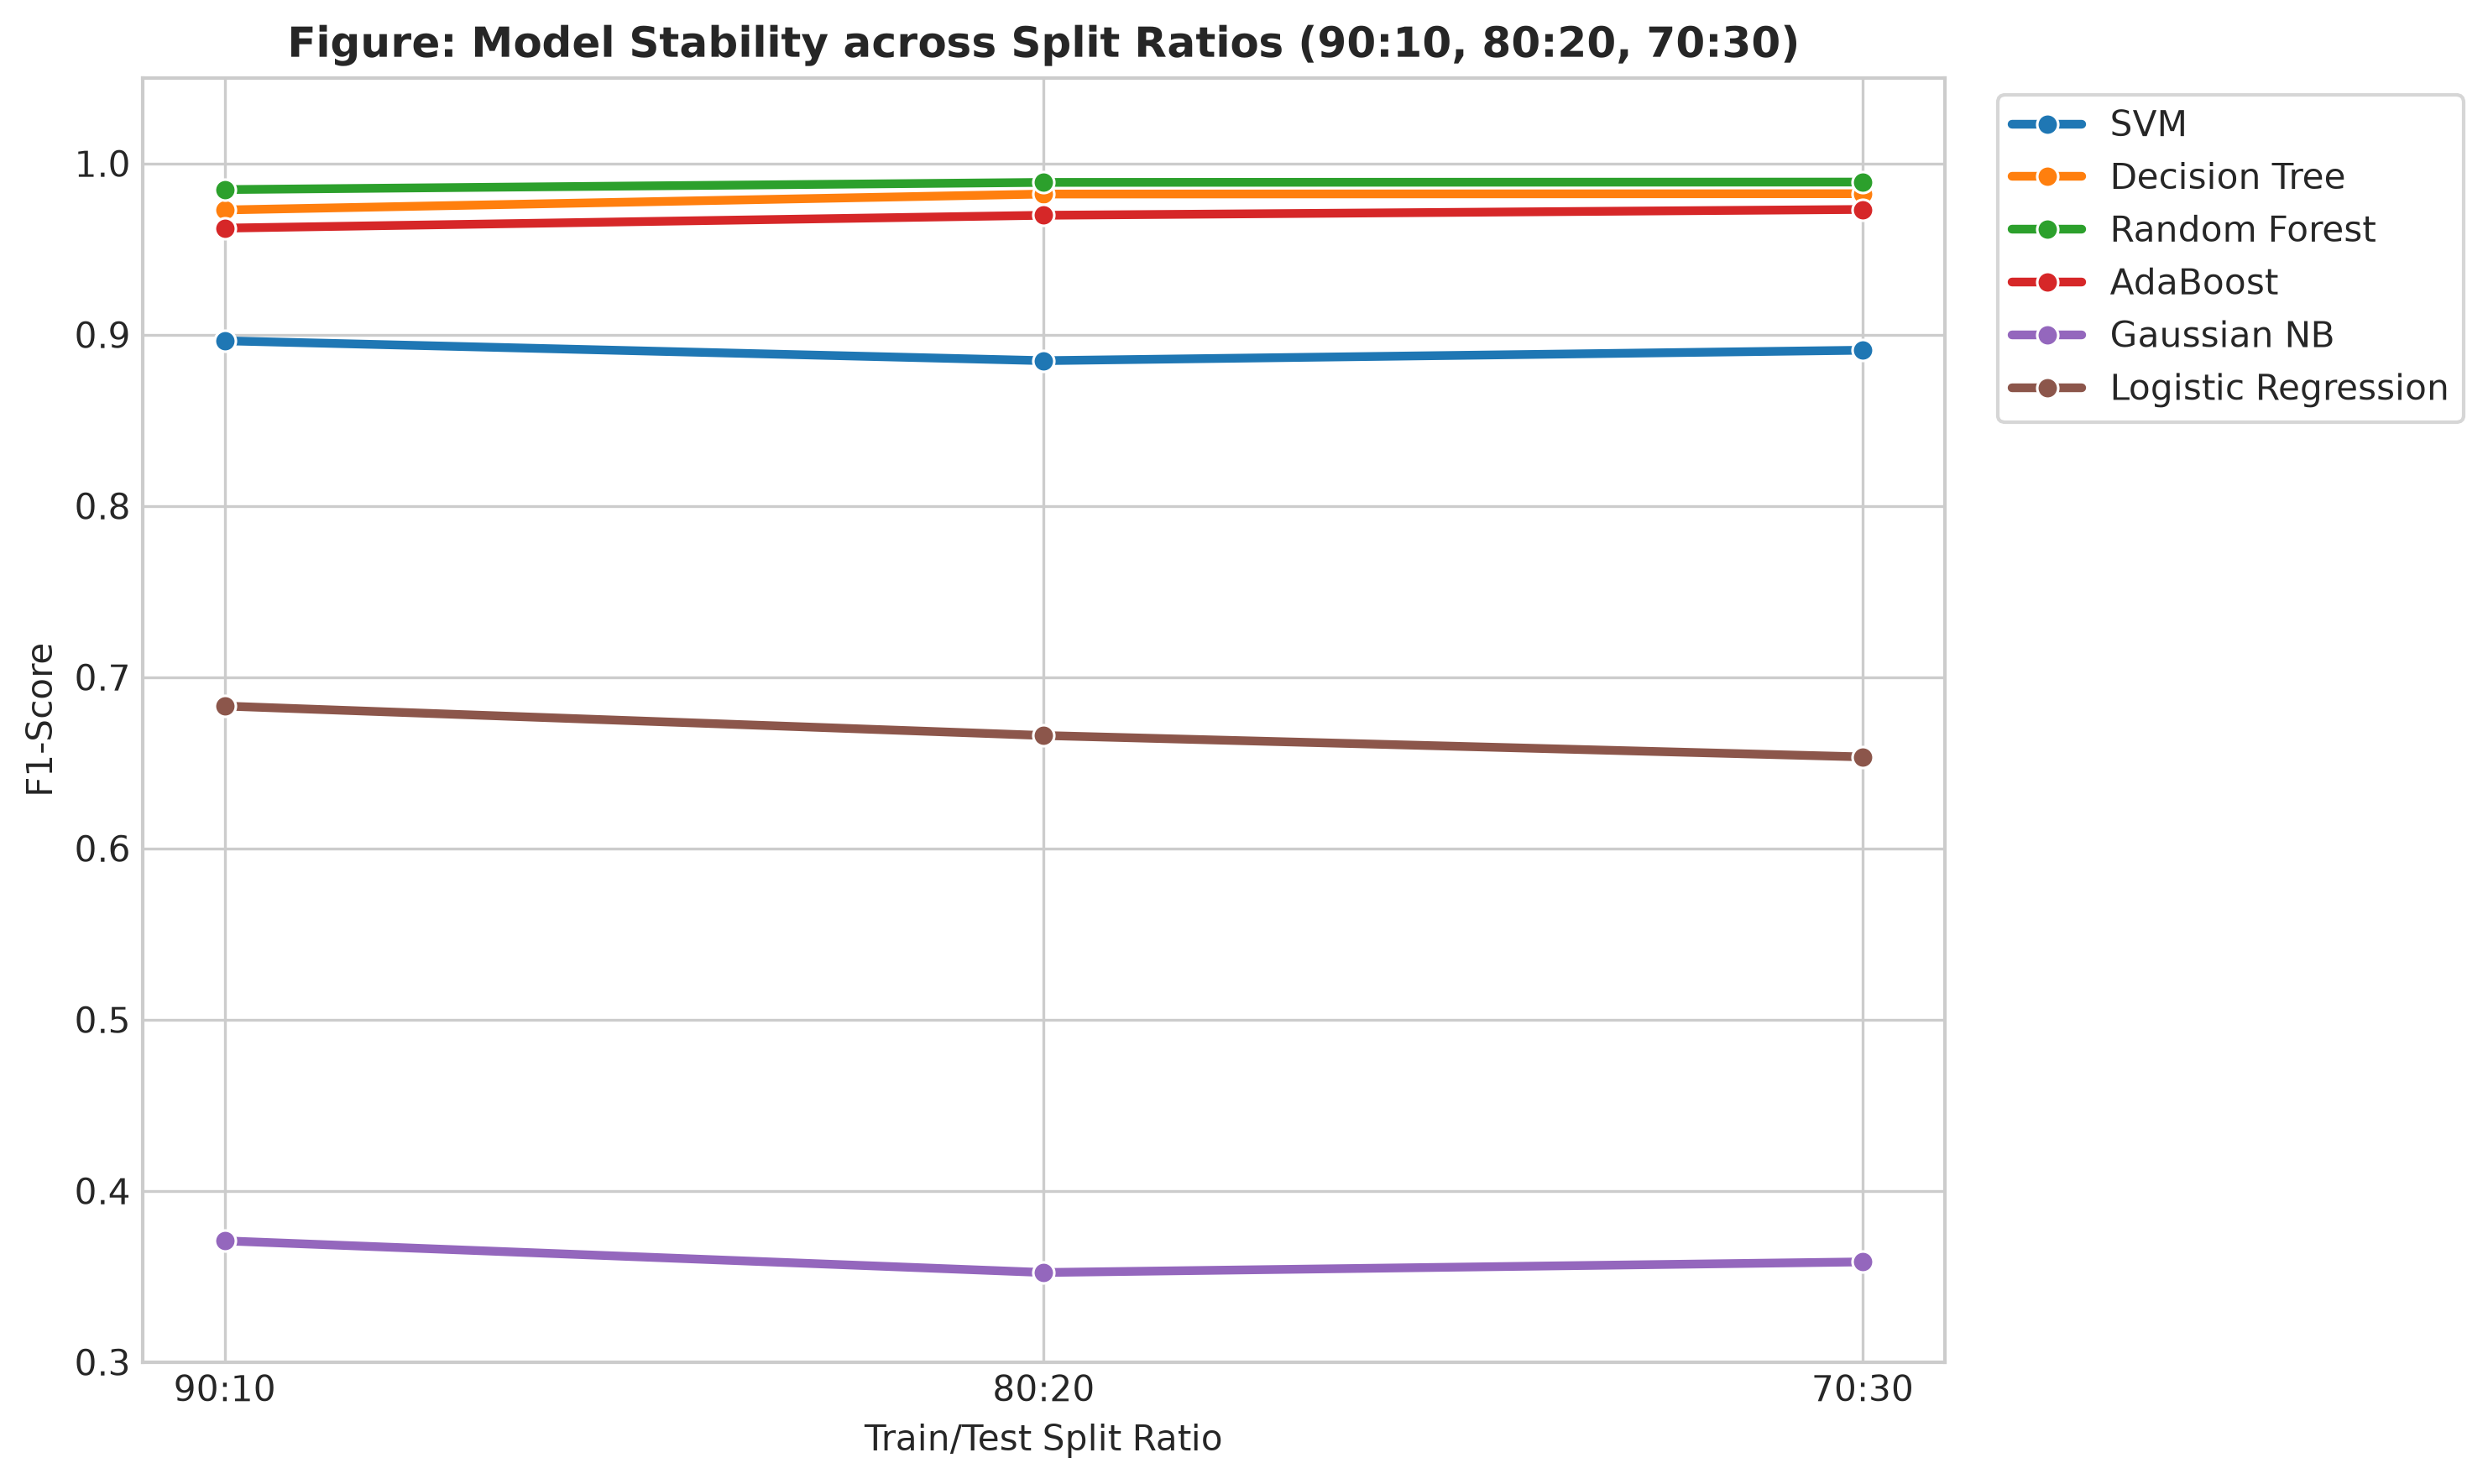 Figure: Model Stability across Split Ratios (90:10, 80:20, 70:30)
SVM
Decision Tree
Random Forest
AdaBoost
Gaussian NB
Logistic Regression
F1-Score
1.0
0.9
0.8
0.7
0.6
0.5
0.4
0.3
90:10 80:20 70:30
Train/Test Split Ratio